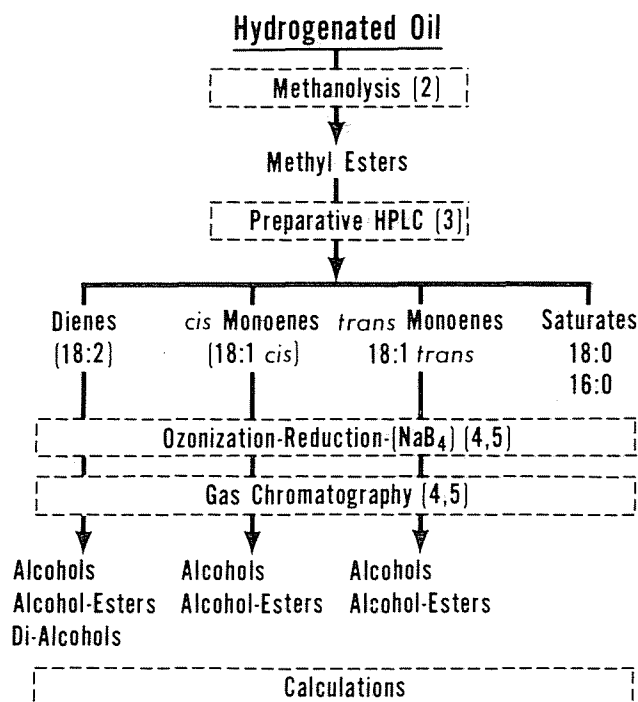 Hydrogenated Oil
Methanolysis (2)
Methyl Esters
Preparative HPLC (3)
Dienes cis Monoenes trans Monoenes Saturates
(18:2) (18:1 cis) 18:1 trans 18:0
16:0
Ozonization-Reduction-(NaB₄) (4,5)
Gas Chromatography (4,5)
Alcohols Alcohols Alcohols
Alcohol-Esters Alcohol-Esters Alcohol-Esters
Di-Alcohols
Calculations